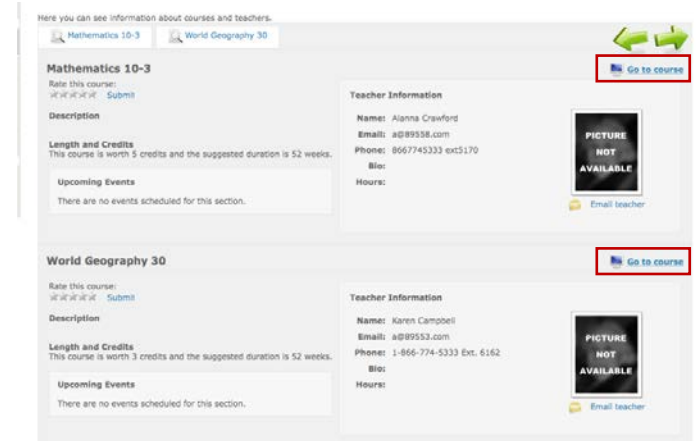 Here you can see information about courses and teachers.
Mathematics 10-3 World Geography 30
Mathematics 10-3
Go to course
Rate this course:
Submit
Description
Length and Credits
This course is worth 5 credits and the suggested duration is 52 weeks.
Upcoming Events
There are no events scheduled for this section.
Teacher Information
Name: Alanna Crawford
Email: a@89558.com
Phone: 8667745333 ext5170
Bio:
Hours:
PICTURE
NOT
AVAILABLE
Email teacher
World Geography 30
Go to course
Rate this course:
Submit
Description
Length and Credits
This course is worth 3 credits and the suggested duration is 52 weeks.
Upcoming Events
There are no events scheduled for this section.
Teacher Information
Name: Karen Campbell
Email: a@89553.com
Phone: 1-866-774-5333 Ext. 6162
Bio:
Hours:
PICTURE
NOT
AVAILABLE
Email teacher